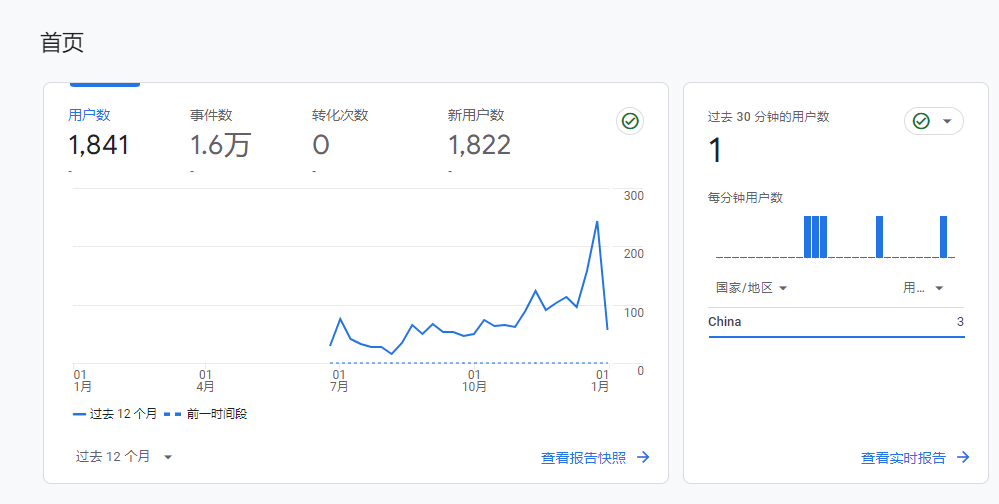 首页
用户数 事件数 转化次数 新用户数
1,841 1.6万 0 1,822
- - - -
300
200
100
0
01 01 01 01 01
1月 4月 7月 10月 1月
过去 12 个月 前一时间段
过去 12 个月 查看报告快照
过去 30 分钟的用户数
1
每分钟用户数
国家/地区 用...
China 3
查看实时报告